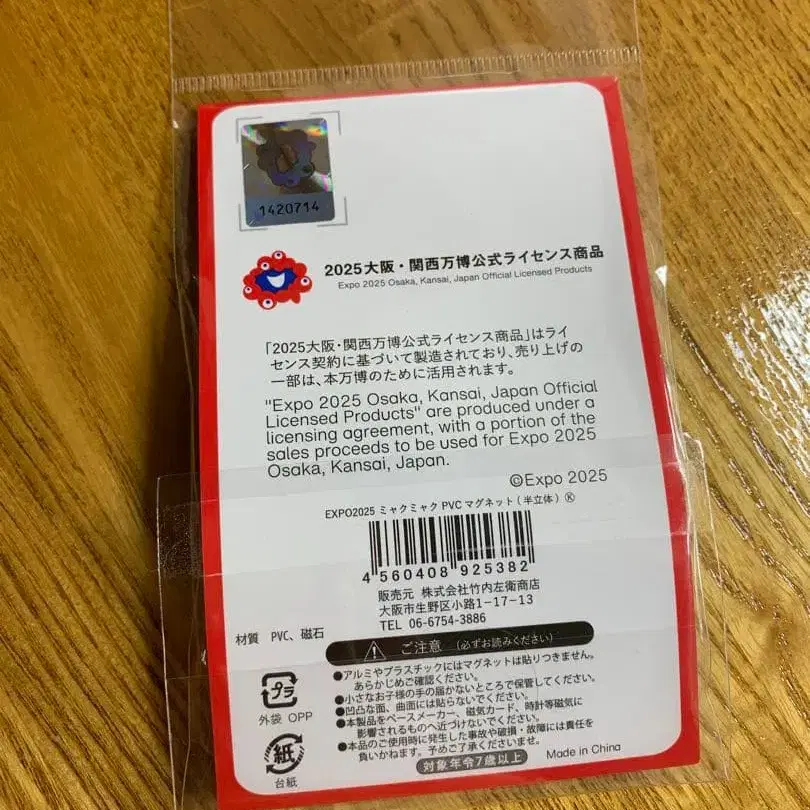 1420714
2025大阪・関西万博公式ライセンス商品
Expo 2025 Osaka, Kansai, Japan Official Licensed Products
「2025大阪・関西万博公式ライセンス商品」はライ
センス契約に基づいて製造されており、売り上げの
一部は、本万博のために活用されます。
"Expo 2025 Osaka, Kansai, Japan Official
Licensed Products" are produced under a
licensing agreement, with a portion of the
sales proceeds to be used for Expo 2025
Osaka, Kansai, Japan.
©Expo 2025
EXPO2025 ミャクミャク PVC マグネット(半立体) Ⓚ
4 560408 925382
販売元 株式会社竹内左衛商店
大阪市生野区小路1-17-13
TEL 06-6754-3886
材質 PVC、磁石
ご注意 (必ずお読みください)
●アルミやプラスチックにはマグネットは貼りつきません。
あらかじめご確認ください。
●小さなお子様の手の届かないところで保管してください。
●凹凸な面、曲面には貼らないでください。
●本製品をペースメーカー、磁気カード、時計等磁気に
影響されるものへ近づけないでください。
●本品のご使用時に発生した事故や破損・故障には責任を
負いかねます。予めご了承くださいませ。
プラ
外袋 OPP
紙
台紙
対象年令7歳以上
Made in China